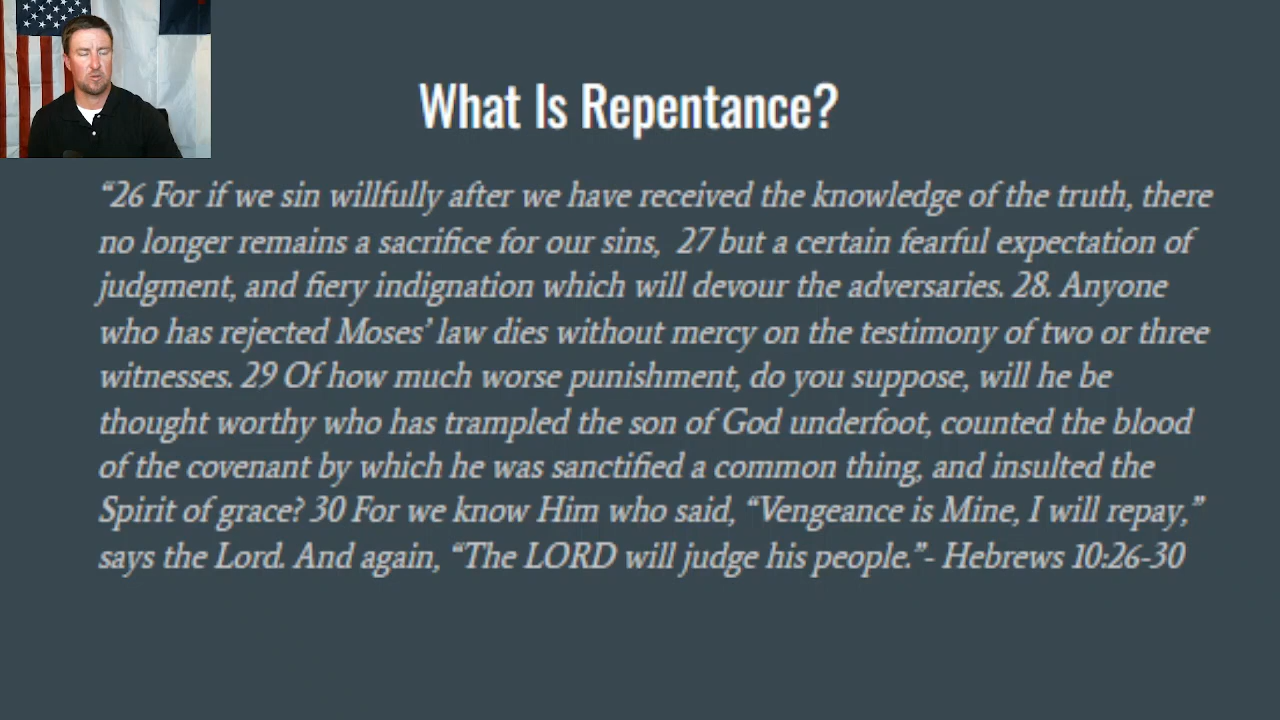 What Is Repentance?
“26 For if we sin willfully after we have received the knowledge of the truth, there
no longer remains a sacrifice for our sins,  27 but a certain fearful expectation of
judgment, and fiery indignation which will devour the adversaries. 28. Anyone
who has rejected Moses’ law dies without mercy on the testimony of two or three
witnesses. 29 Of how much worse punishment, do you suppose, will he be
thought worthy who has trampled the son of God underfoot, counted the blood
of the covenant by which he was sanctified a common thing, and insulted the
Spirit of grace? 30 For we know Him who said, “Vengeance is Mine, I will repay,”
says the Lord. And again, “The LORD will judge his people.”- Hebrews 10:26-30